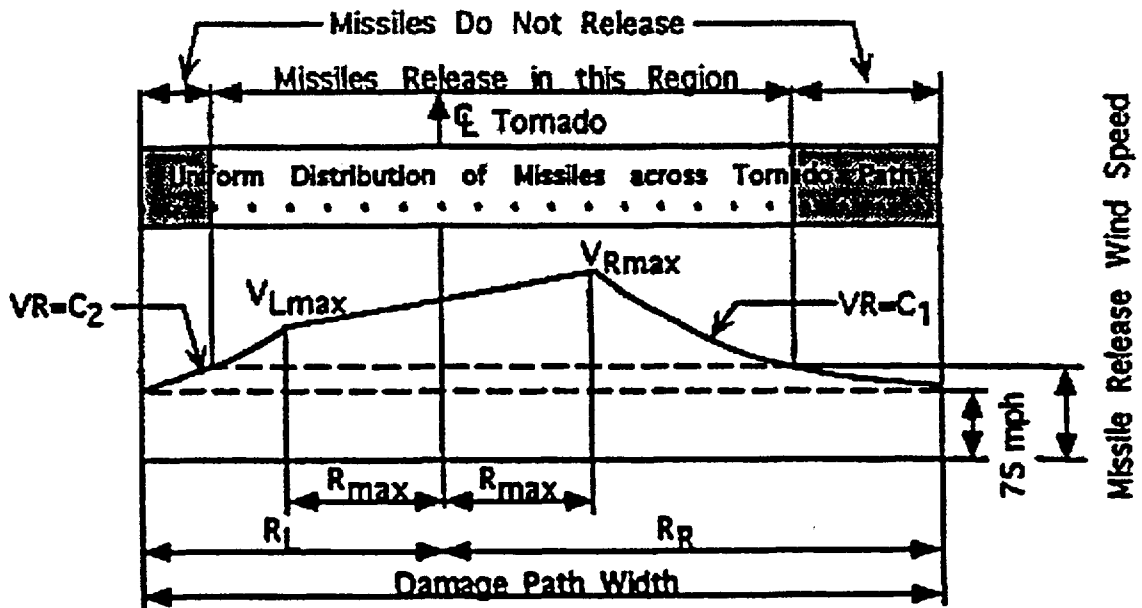 Missiles Do Not Release
Missiles Release in this Region
℄ Tornado
Uniform Distribution of Missiles across Tornado Path
VRmax
VLmax
VR=C2
VR=C1
Missile Release Wind Speed
75 mph
Rmax
Rmax
RL
RR
Damage Path Width